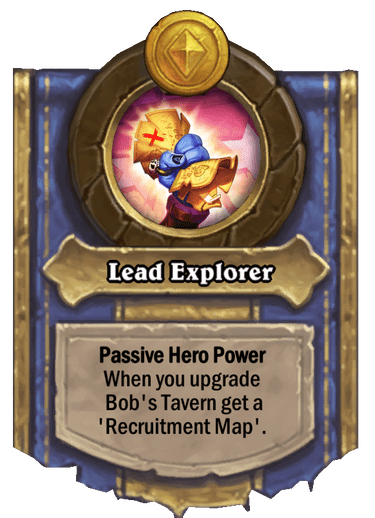 Lead Explorer
Passive Hero Power
When you upgrade
Bob's Tavern get a
'Recruitment Map'.